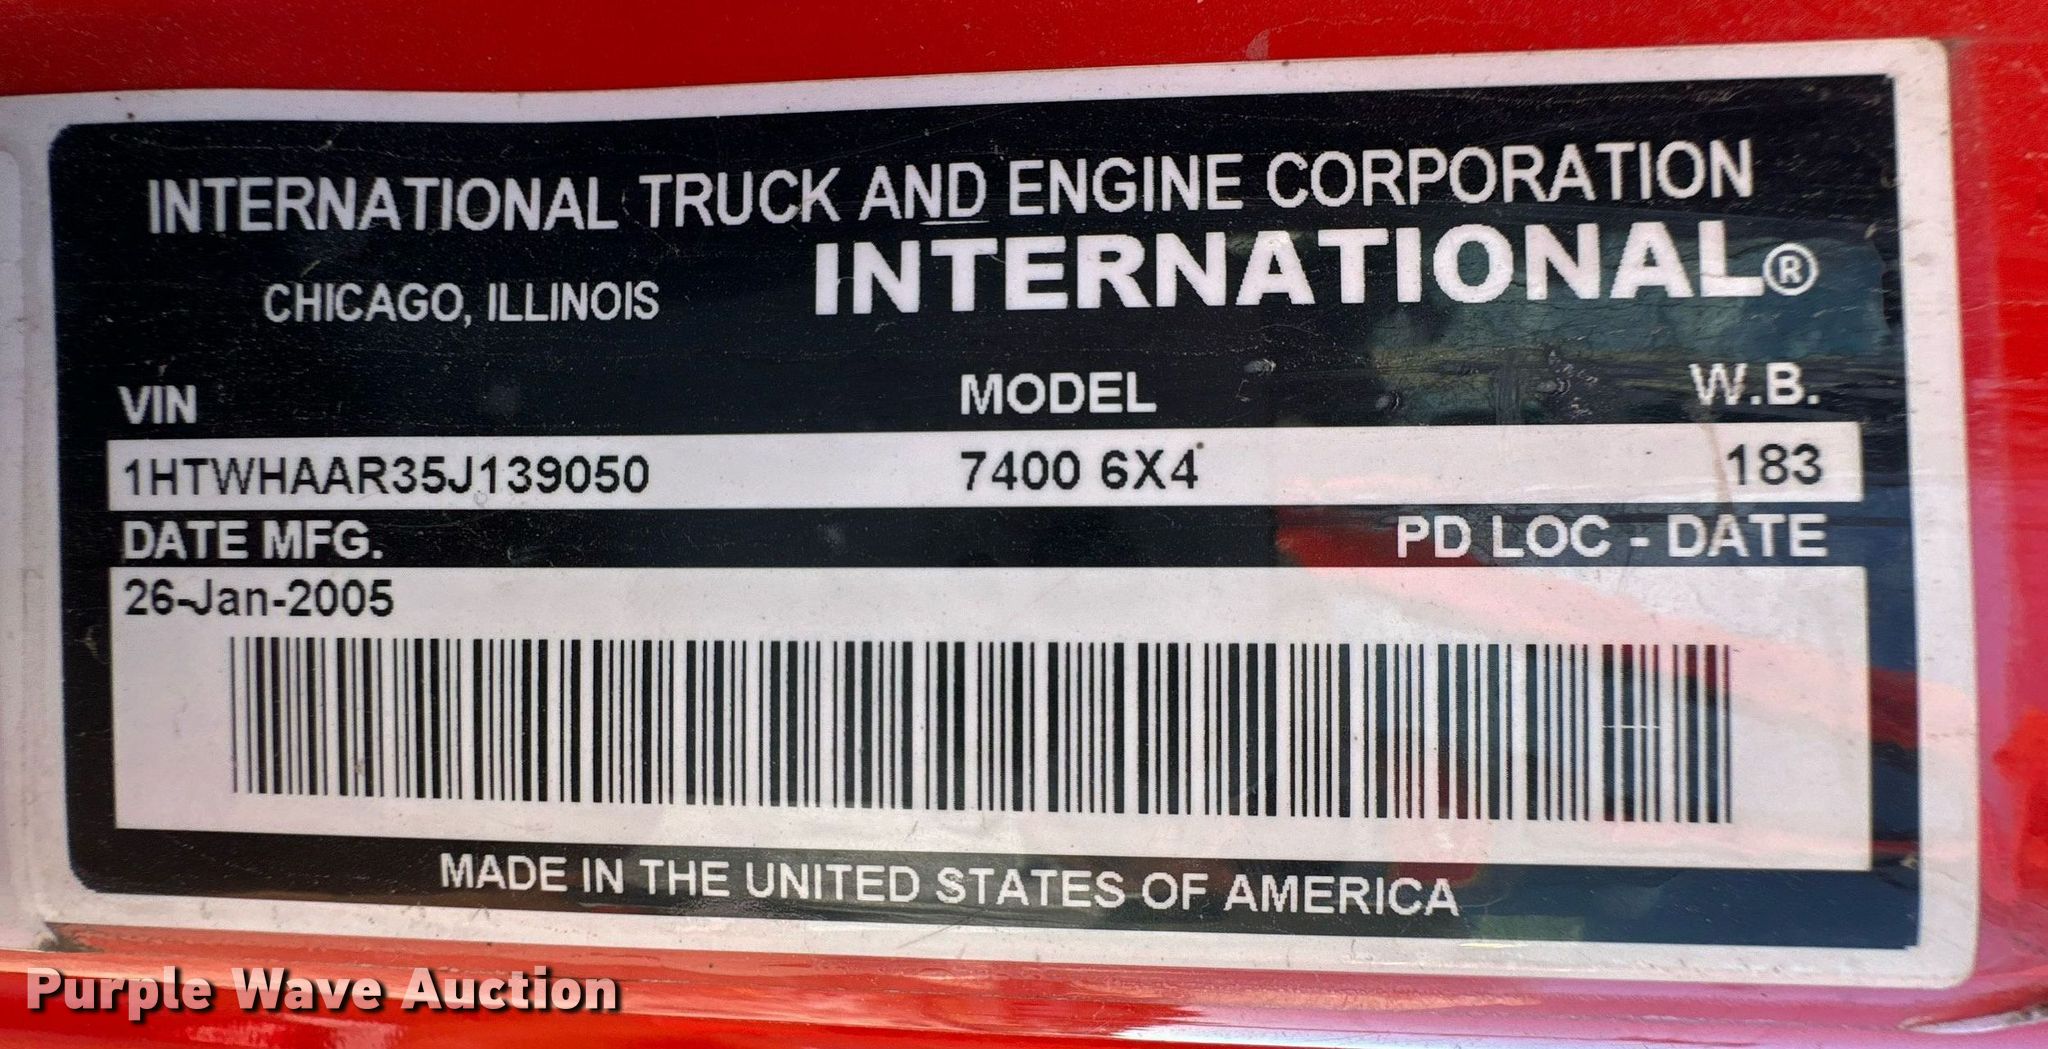 INTERNATIONAL TRUCK AND ENGINE CORPORATION
CHICAGO, ILLINOIS INTERNATIONAL®
VIN MODEL W.B.
1HTWHAAR35J139050 7400 6X4 183
DATE MFG. PD LOC - DATE
26-Jan-2005
MADE IN THE UNITED STATES OF AMERICA
Purple Wave Auction